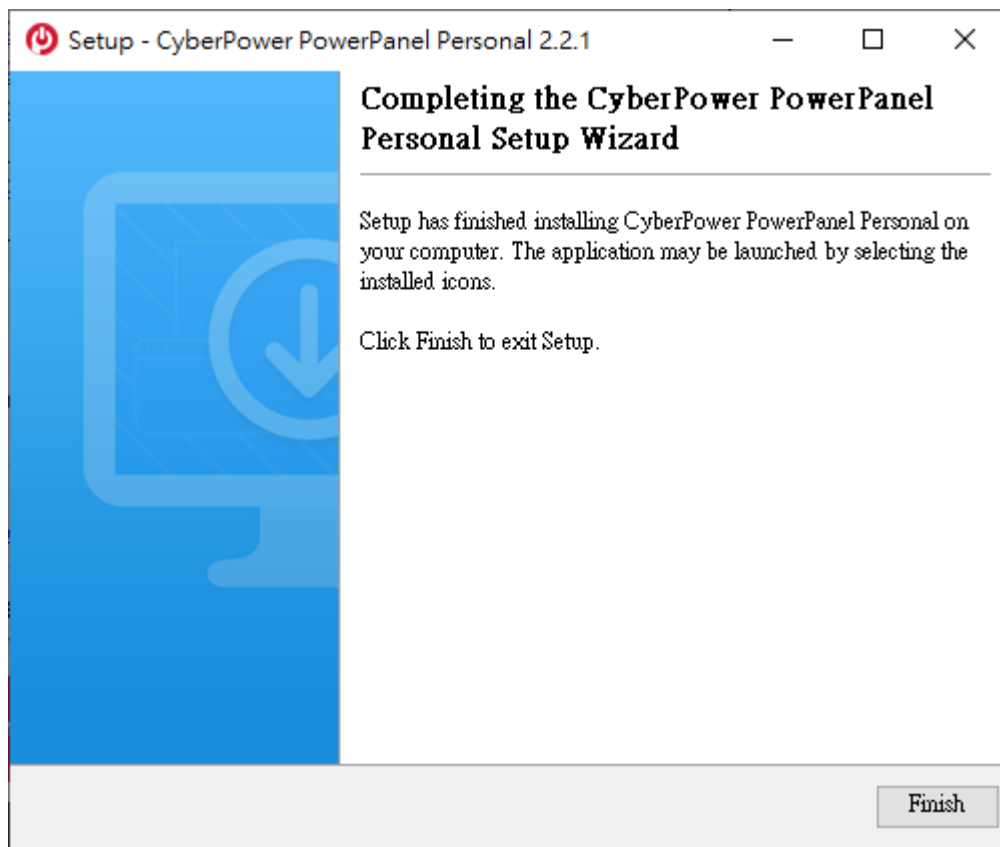 Setup - CyberPower PowerPanel Personal 2.2.1
Completing the CyberPower PowerPanel
Personal Setup Wizard
Setup has finished installing CyberPower PowerPanel Personal on
your computer. The application may be launched by selecting the
installed icons.
Click Finish to exit Setup.
Finish